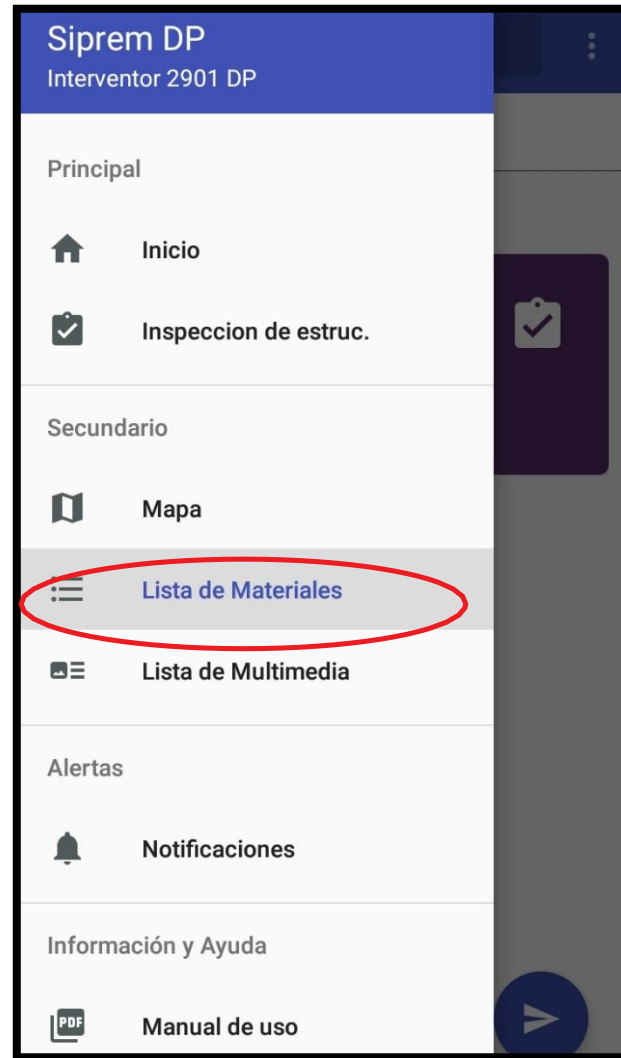 Siprem DP
Interventor 2901 DP
Principal
Inicio
Inspeccion de estruc.
Secundario
Mapa
Lista de Materiales
Lista de Multimedia
Alertas
Notificaciones
Información y Ayuda
PDF
Manual de uso